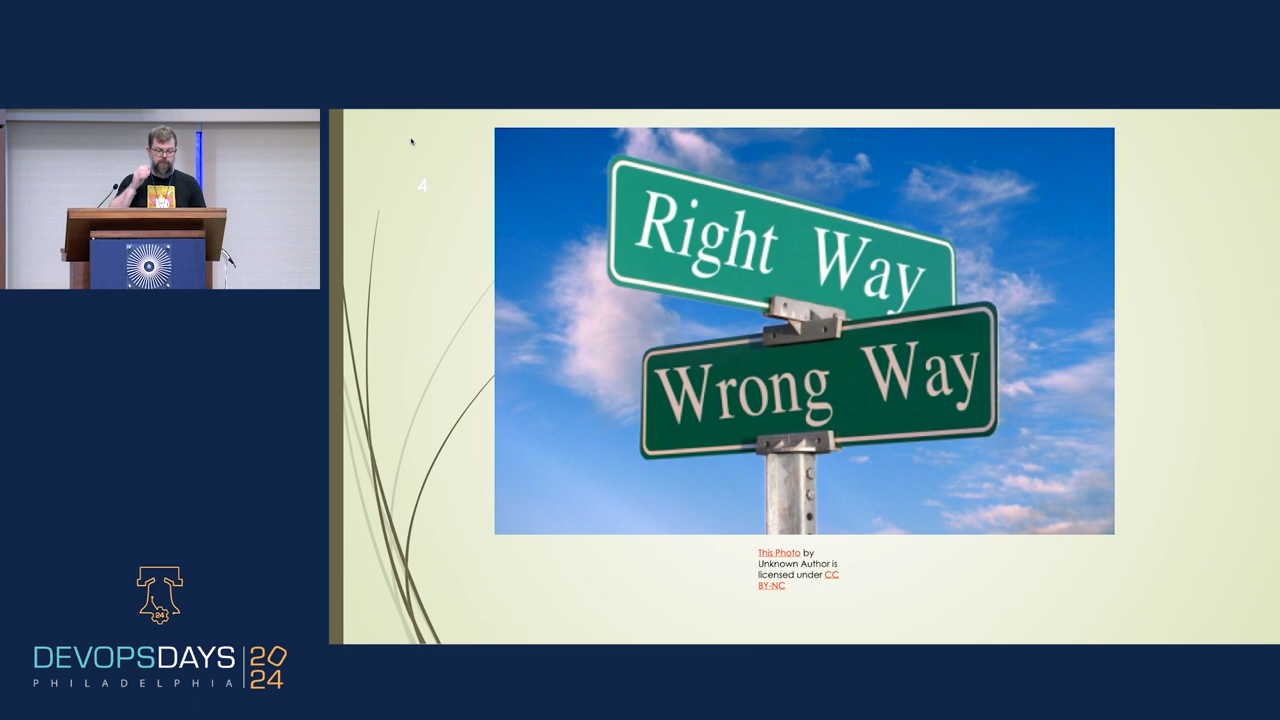 4
Right Way
Wrong Way
This Photo by
Unknown Author is
licensed under CC
BY-NC
24
DEVOPSDAYS
PHILADELPHIA
20
24